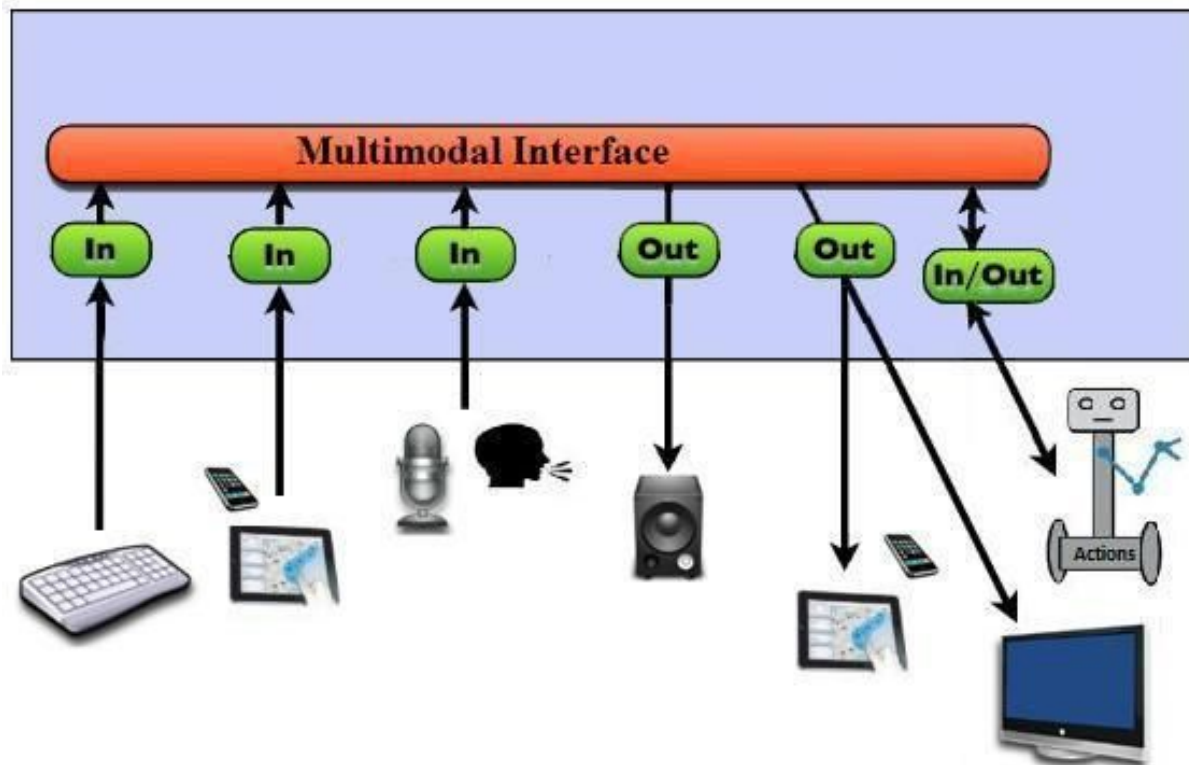 Multimodal Interface
In
In
In
Out
Out
In/Out
Actions